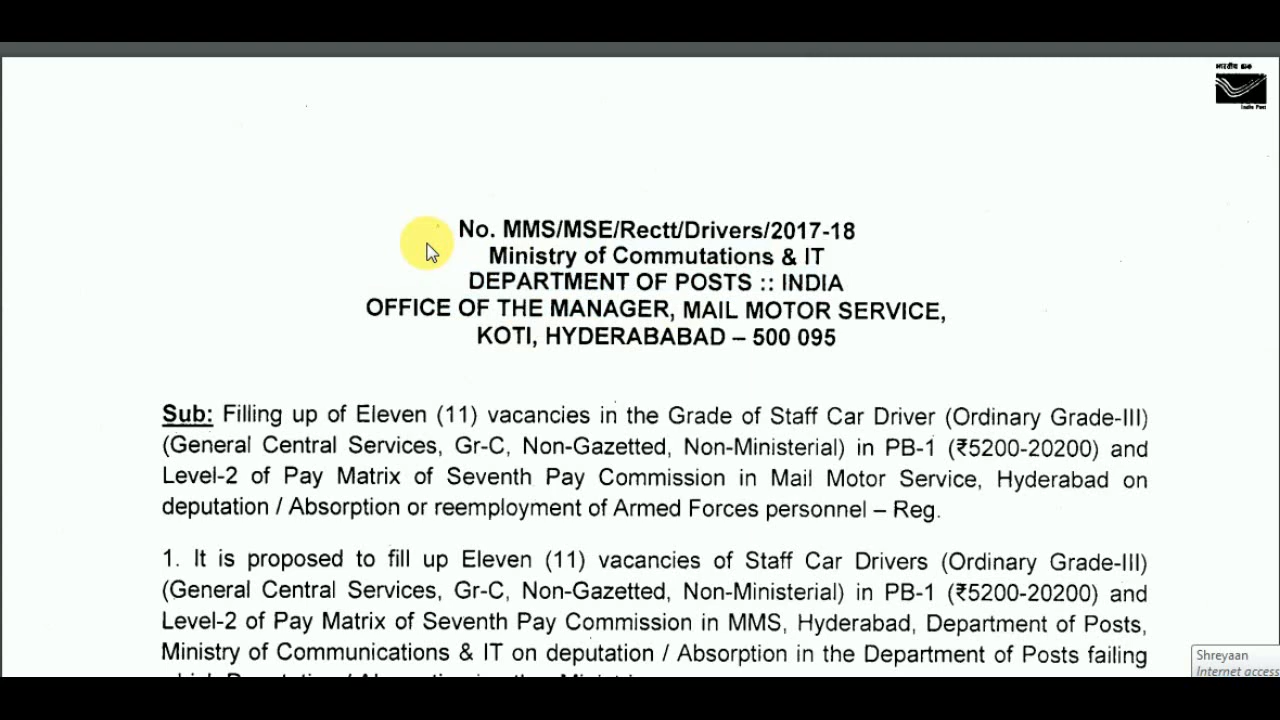 भारतीय डाक
India Post
No. MMS/MSE/Rectt/Drivers/2017-18
Ministry of Commutations & IT
DEPARTMENT OF POSTS :: INDIA
OFFICE OF THE MANAGER, MAIL MOTOR SERVICE,
KOTI, HYDERABABAD – 500 095
Sub: Filling up of Eleven (11) vacancies in the Grade of Staff Car Driver (Ordinary Grade-III)
(General Central Services, Gr-C, Non-Gazetted, Non-Ministerial) in PB-1 (₹5200-20200) and
Level-2 of Pay Matrix of Seventh Pay Commission in Mail Motor Service, Hyderabad on
deputation / Absorption or reemployment of Armed Forces personnel – Reg.
1. It is proposed to fill up Eleven (11) vacancies of Staff Car Drivers (Ordinary Grade-III)
(General Central Services, Gr-C, Non-Gazetted, Non-Ministerial) in PB-1 (₹5200-20200) and
Level-2 of Pay Matrix of Seventh Pay Commission in MMS, Hyderabad, Department of Posts,
Ministry of Communications & IT on deputation / Absorption in the Department of Posts failing
Shreyaan
Internet access